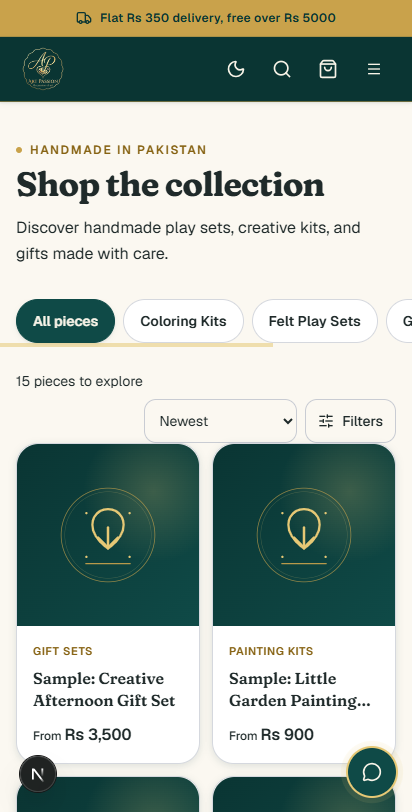 Flat Rs 350 delivery, free over Rs 5000
AP
Art Passion
HANDMADE IN PAKISTAN
Shop the collection
Discover handmade play sets, creative kits, and
gifts made with care.
All pieces
Coloring Kits
Felt Play Sets
G
15 pieces to explore
Newest
Filters
GIFT SETS
Sample: Creative
Afternoon Gift Set
From Rs 3,500
PAINTING KITS
Sample: Little
Garden Painting...
From Rs 900
N